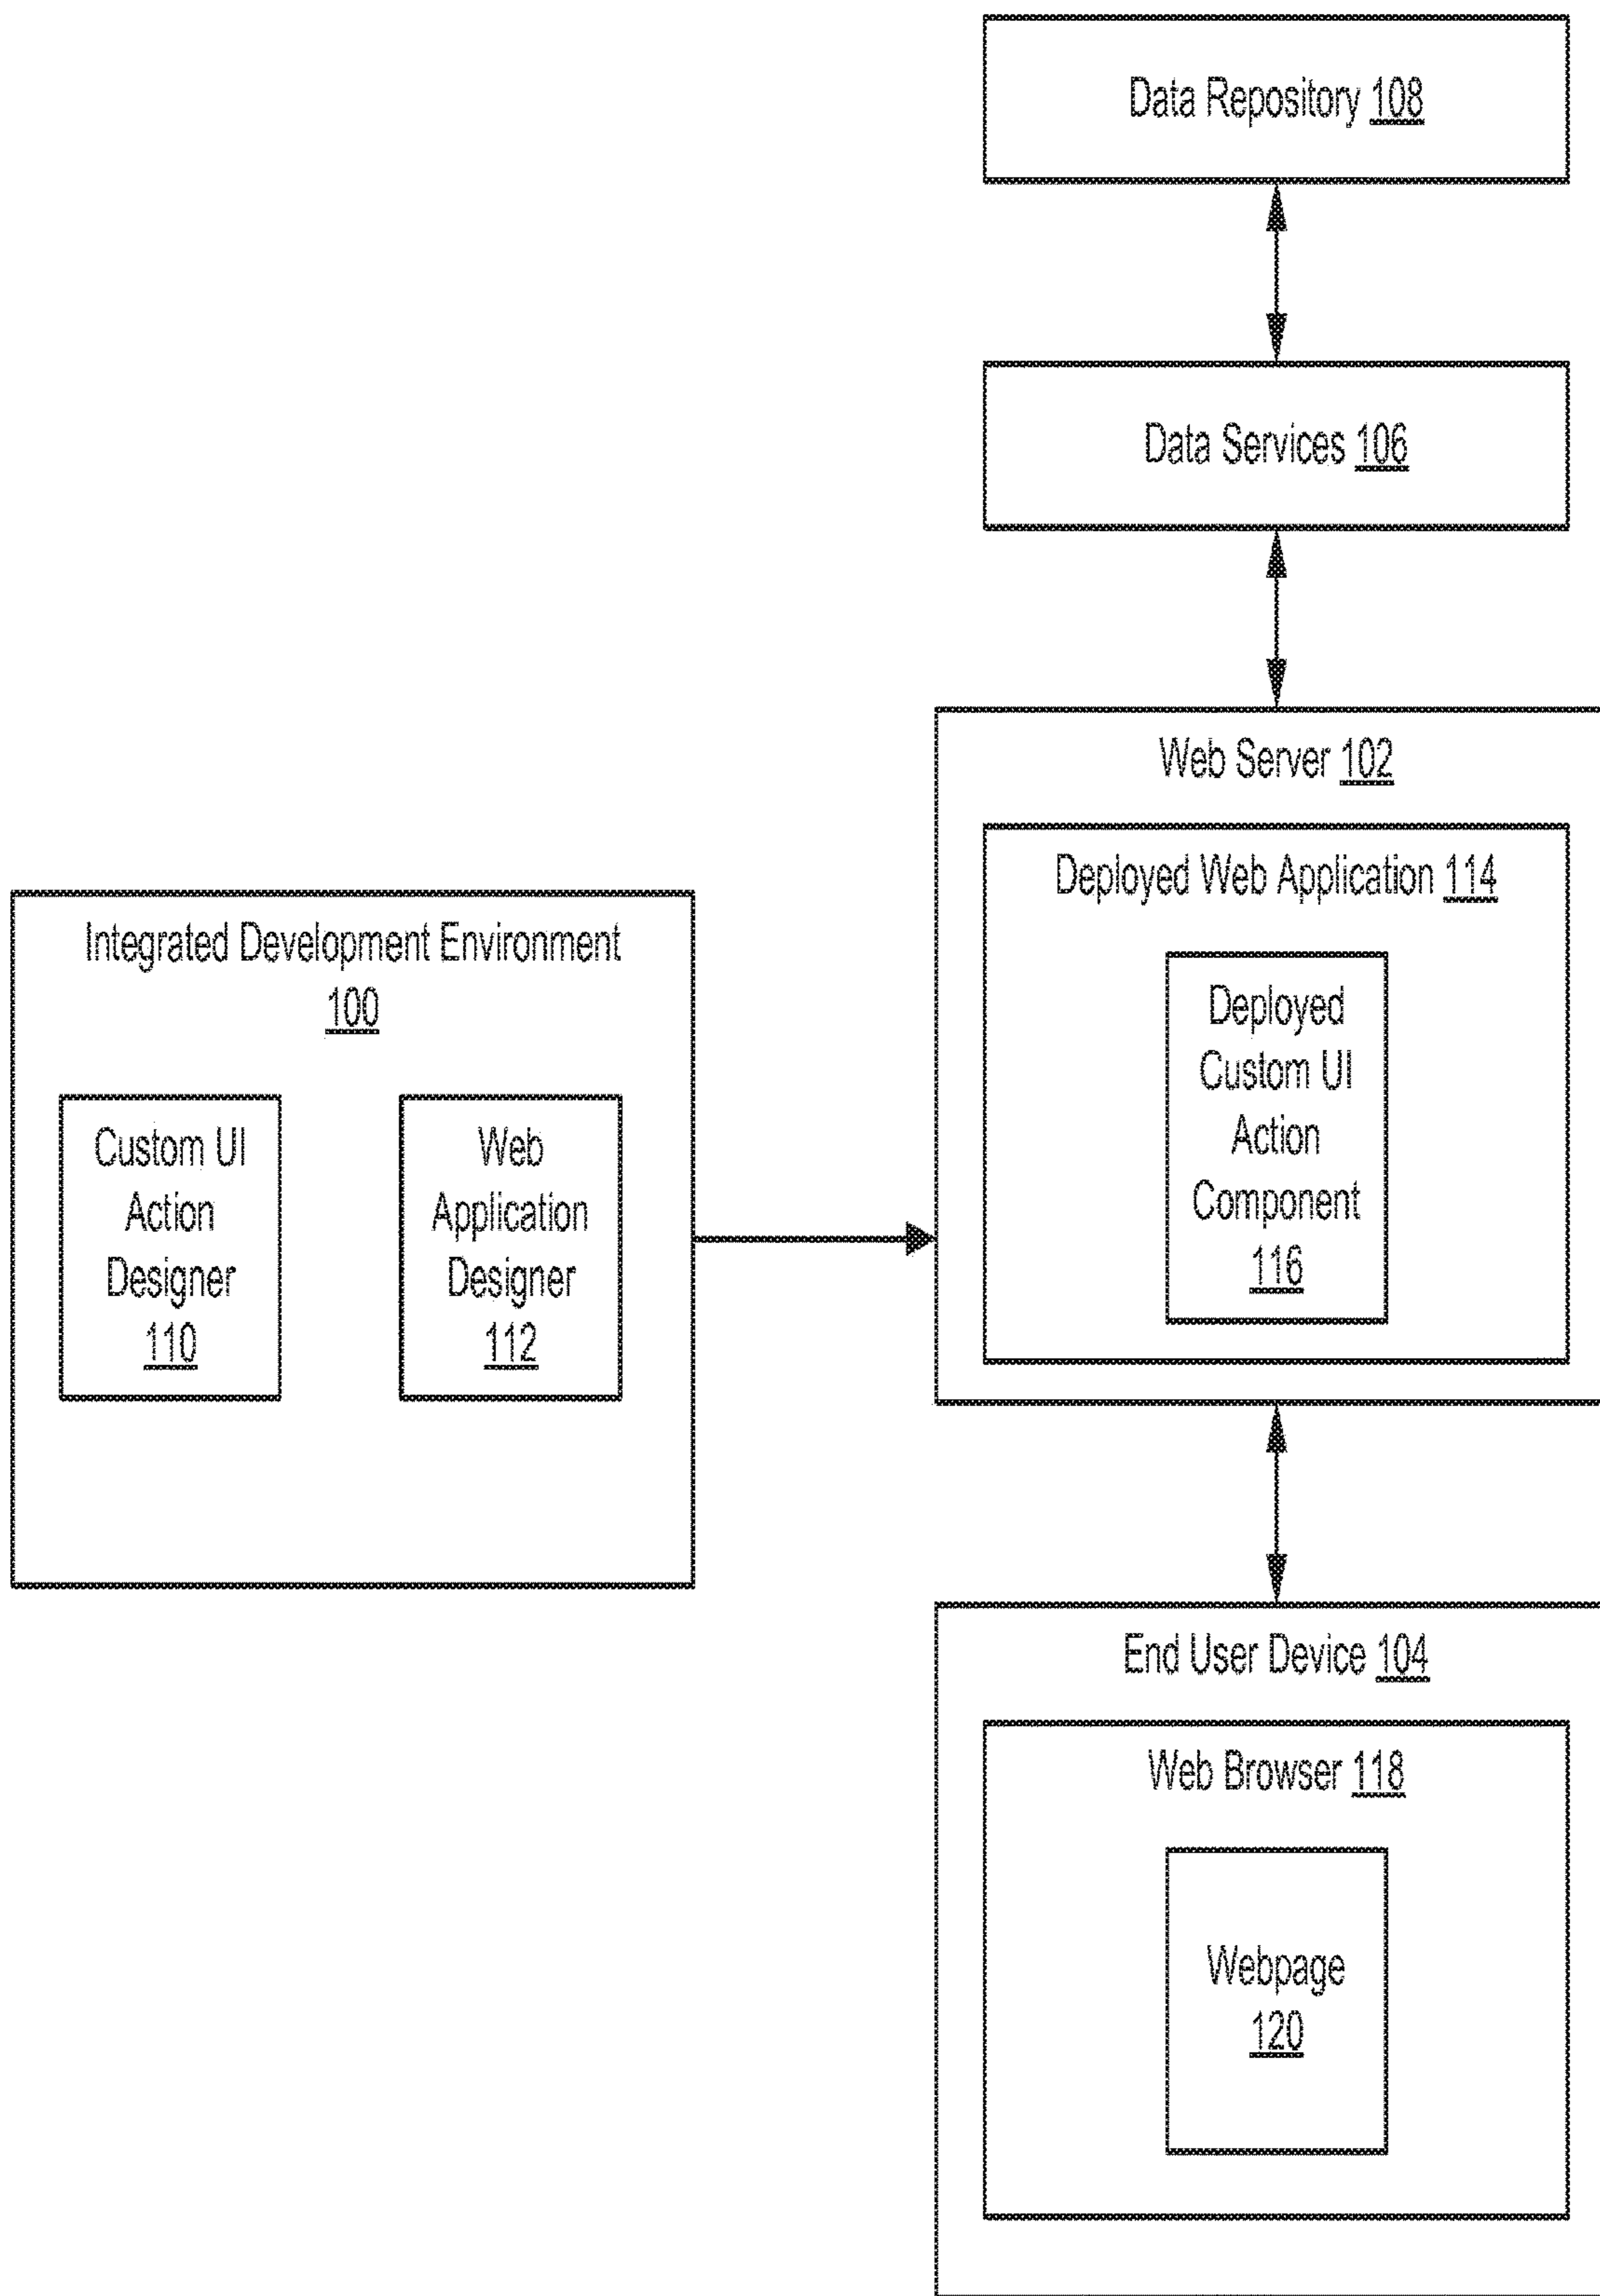 Data Repository 108
Data Services 106
Web Server 102
Deployed Web Application 114
Deployed
Custom UI
Action
Component
116
Integrated Development Environment
100
Custom UI
Action
Designer
110
Web
Application
Designer
112
End User Device 104
Web Browser 118
Webpage
120